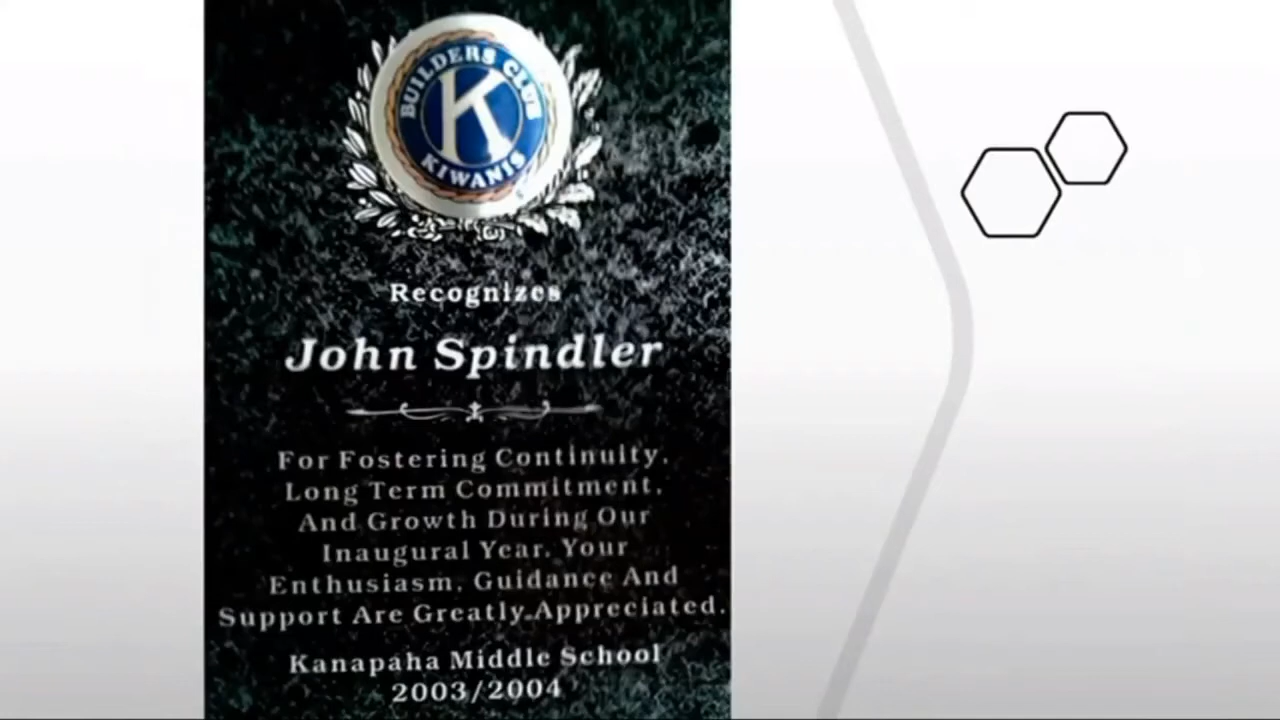 BUILDERS CLUB
K
KIWANIS
Recognizes
John Spindler
For Fostering Continuity,
Long Term Commitment,
And Growth During Our
Inaugural Year. Your
Enthusiasm, Guidance And
Support Are Greatly Appreciated.
Kanapaha Middle School
2003/2004